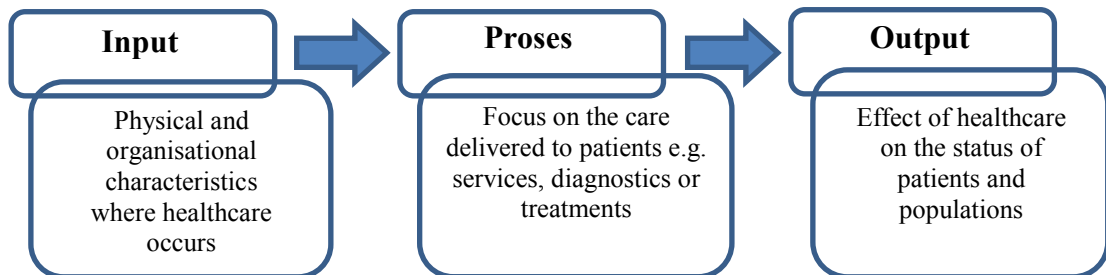 Input
Physical and
organisational
characteristics
where healthcare
occurs
Proses
Focus on the care
delivered to patients e.g.
services, diagnostics or
treatments
Output
Effect of healthcare
on the status of
patients and
populations